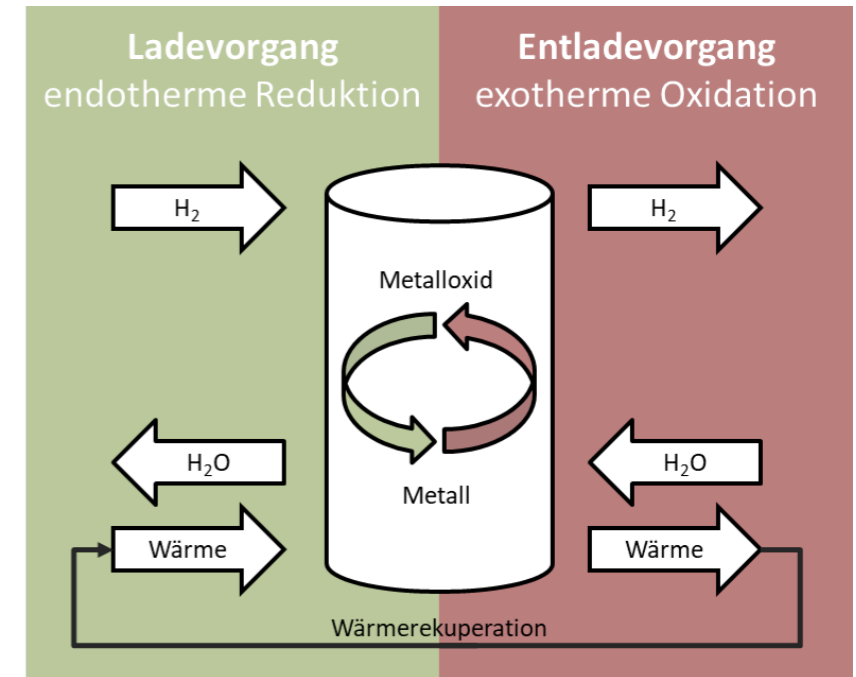 Ladevorgang
endotherme Reduktion
Entladevorgang
exotherme Oxidation
H₂
H₂
Metalloxid
H₂O
H₂O
Metall
Wärme
Wärme
Wärmerekuperation